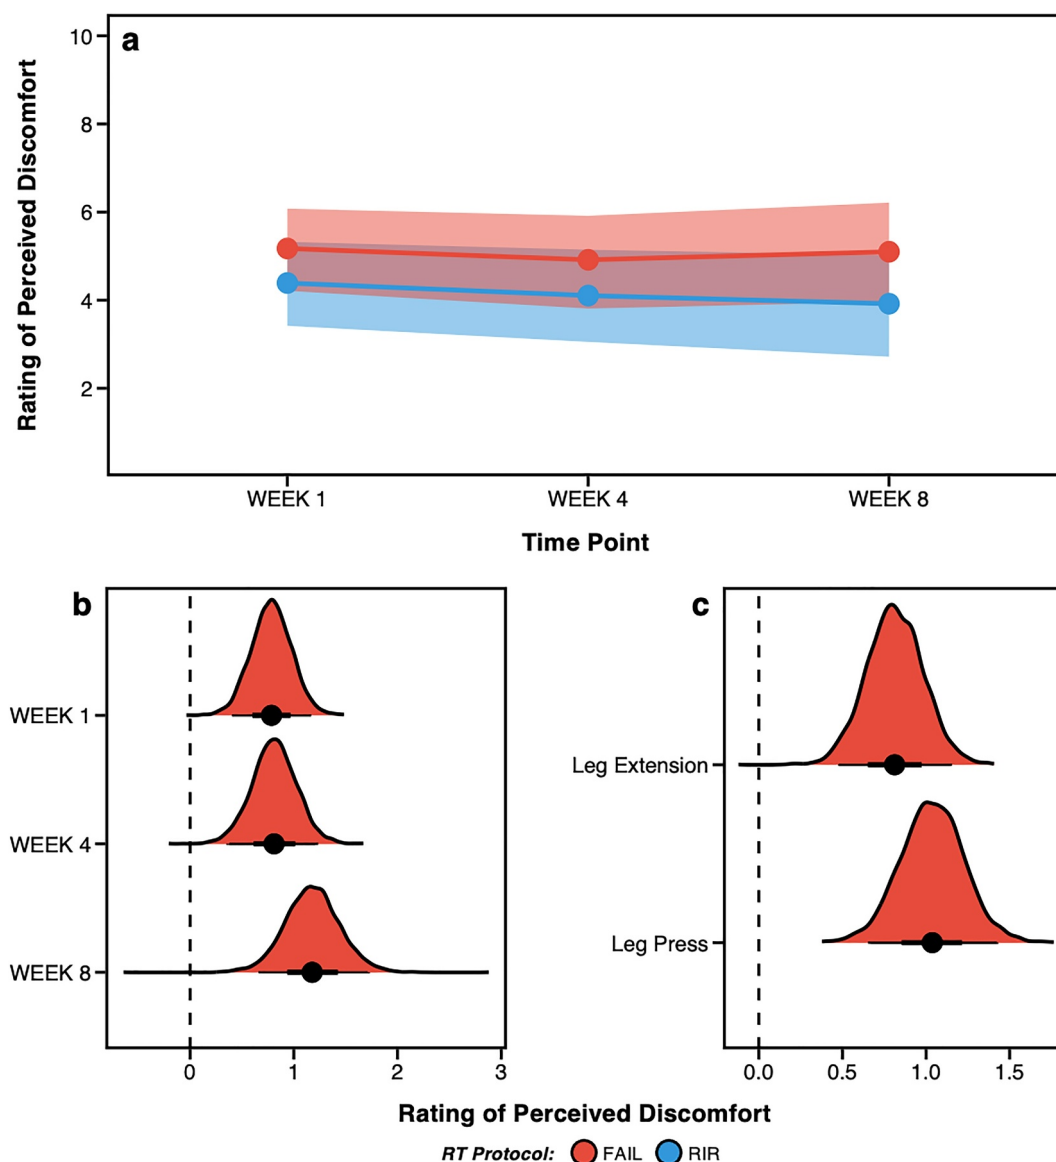 a
10
8
6
4
2
Rating of Perceived Discomfort
WEEK 1 WEEK 4 WEEK 8
Time Point
b
WEEK 1
WEEK 4
WEEK 8
0 1 2 3
c
Leg Extension
Leg Press
0.0 0.5 1.0 1.5
Rating of Perceived Discomfort
RT Protocol: FAIL RIR